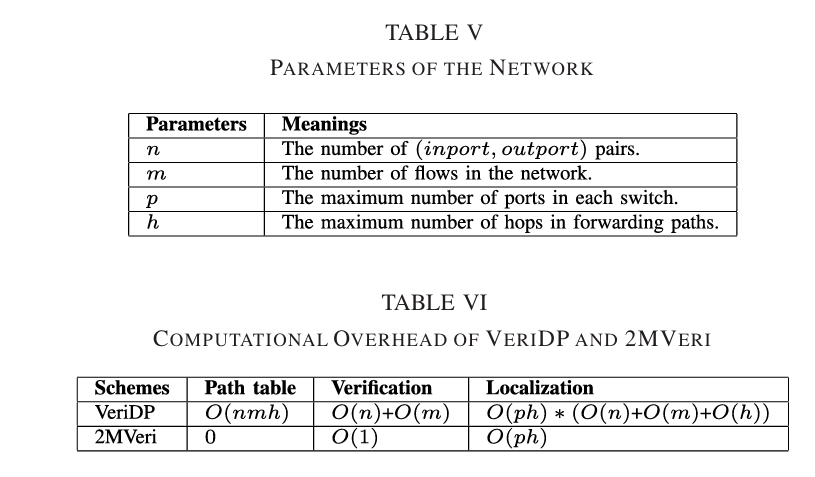 TABLE V
PARAMETERS OF THE NETWORK
Parameters Meanings
n The number of (inport, outport) pairs.
m The number of flows in the network.
p The maximum number of ports in each switch.
h The maximum number of hops in forwarding paths.
TABLE VI
COMPUTATIONAL OVERHEAD OF VERIDP AND 2MVERI
Schemes Path table Verification Localization
VeriDP O(nmh) O(n)+O(m) O(ph) * (O(n)+O(m)+O(h))
2MVeri 0 O(1) O(ph)